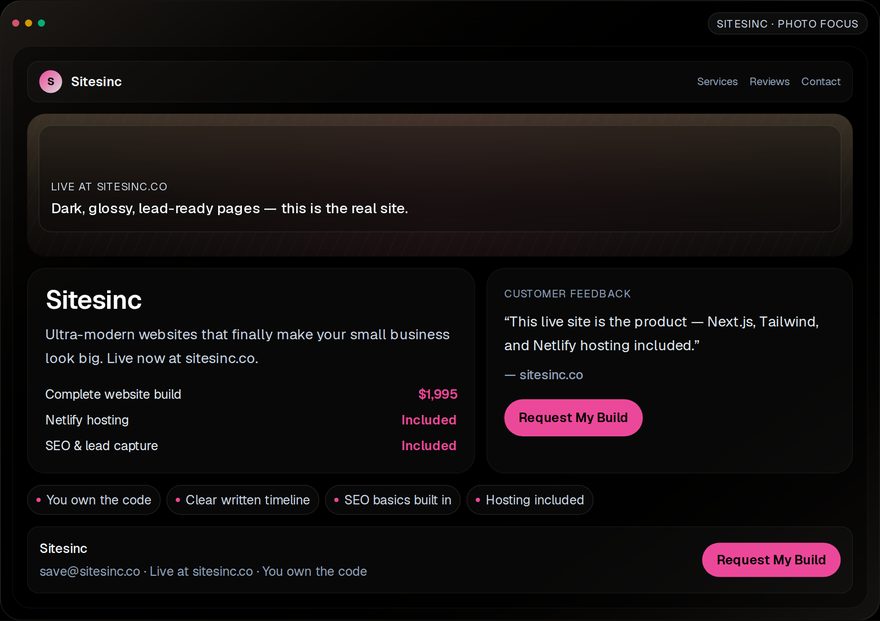 SITESINC · PHOTO FOCUS
S
Sitesinc
Services
Reviews
Contact
LIVE AT SITESINC.CO
Dark, glossy, lead-ready pages — this is the real site.
Sitesinc
Ultra-modern websites that finally make your small business
look big. Live now at sitesinc.co.
Complete website build $1,995
Netlify hosting Included
SEO & lead capture Included
CUSTOMER FEEDBACK
“This live site is the product — Next.js, Tailwind,
and Netlify hosting included.”
— sitesinc.co
Request My Build
You own the code
Clear written timeline
SEO basics built in
Hosting included
Sitesinc
save@sitesinc.co · Live at sitesinc.co · You own the code
Request My Build